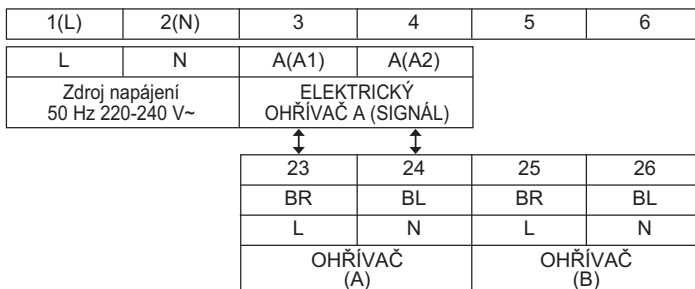 1(L) 2(N) 3 4 5 6
L N A(A1) A(A2)
Zdroj napájení
50 Hz 220-240 V~
ELEKTRICKÝ
OHŘÍVAČ A (SIGNÁL)
23 24 25 26
BR BL BR BL
L N L N
OHŘÍVAČ
(A)
OHŘÍVAČ
(B)